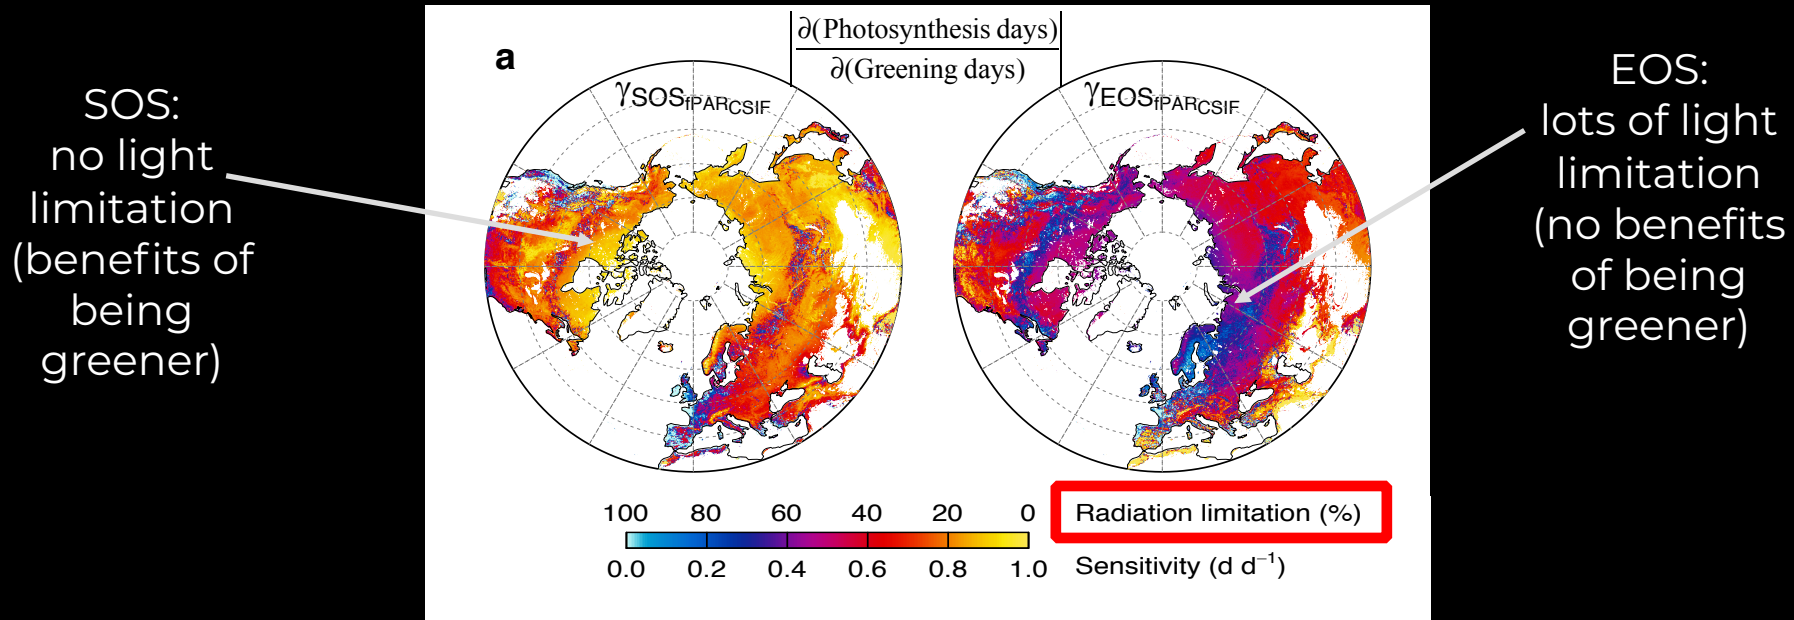 SOS:
no light
limitation
(benefits of
being
greener)
a
∂(Photosynthesis days)
∂(Greening days)
γSOSfPARCSIF
γEOSfPARCSIF
EOS:
lots of light
limitation
(no benefits
of being
greener)
100 80 60 40 20 0 Radiation limitation (%)
0.0 0.2 0.4 0.6 0.8 1.0 Sensitivity (d d⁻¹)